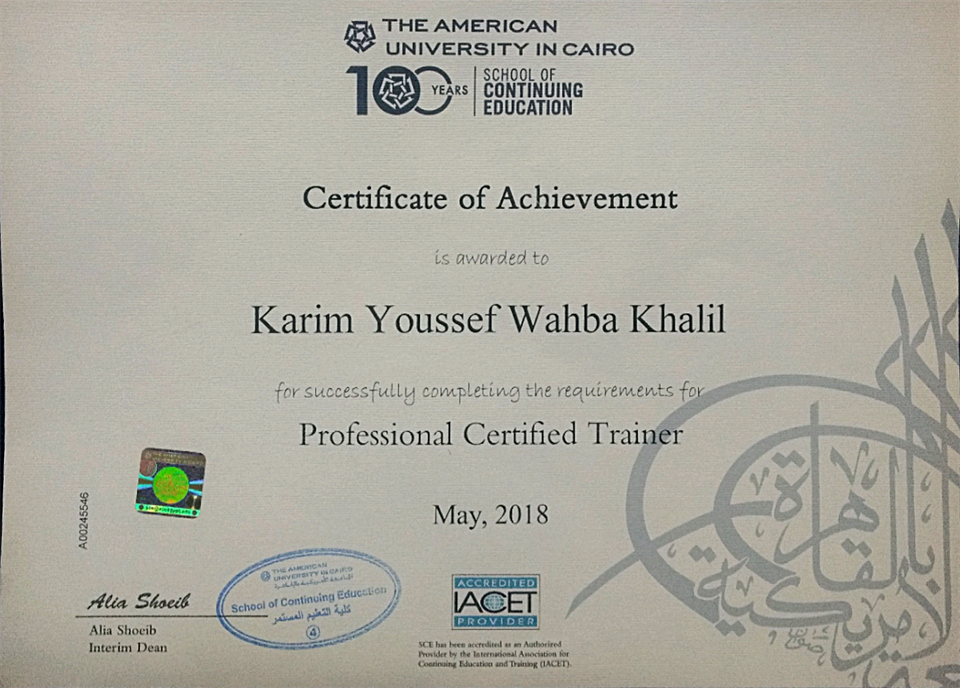 THE AMERICAN
UNIVERSITY IN CAIRO
100 YEARS
SCHOOL OF
CONTINUING
EDUCATION
Certificate of Achievement
is awarded to
Karim Youssef Wahba Khalil
for successfully completing the requirements for
Professional Certified Trainer
May, 2018
A00245546
Alia Shoeib
Alia Shoeib
Interim Dean
THE AMERICAN
UNIVERSITY IN CAIRO
الجامعة الأمريكية بالقاهرة
School of Continuing Education
كلية التعليم المستمر
4
ACCREDITED
IACET
PROVIDER
SCE has been accredited as an Authorized
Provider by the International Association for
Continuing Education and Training (IACET).